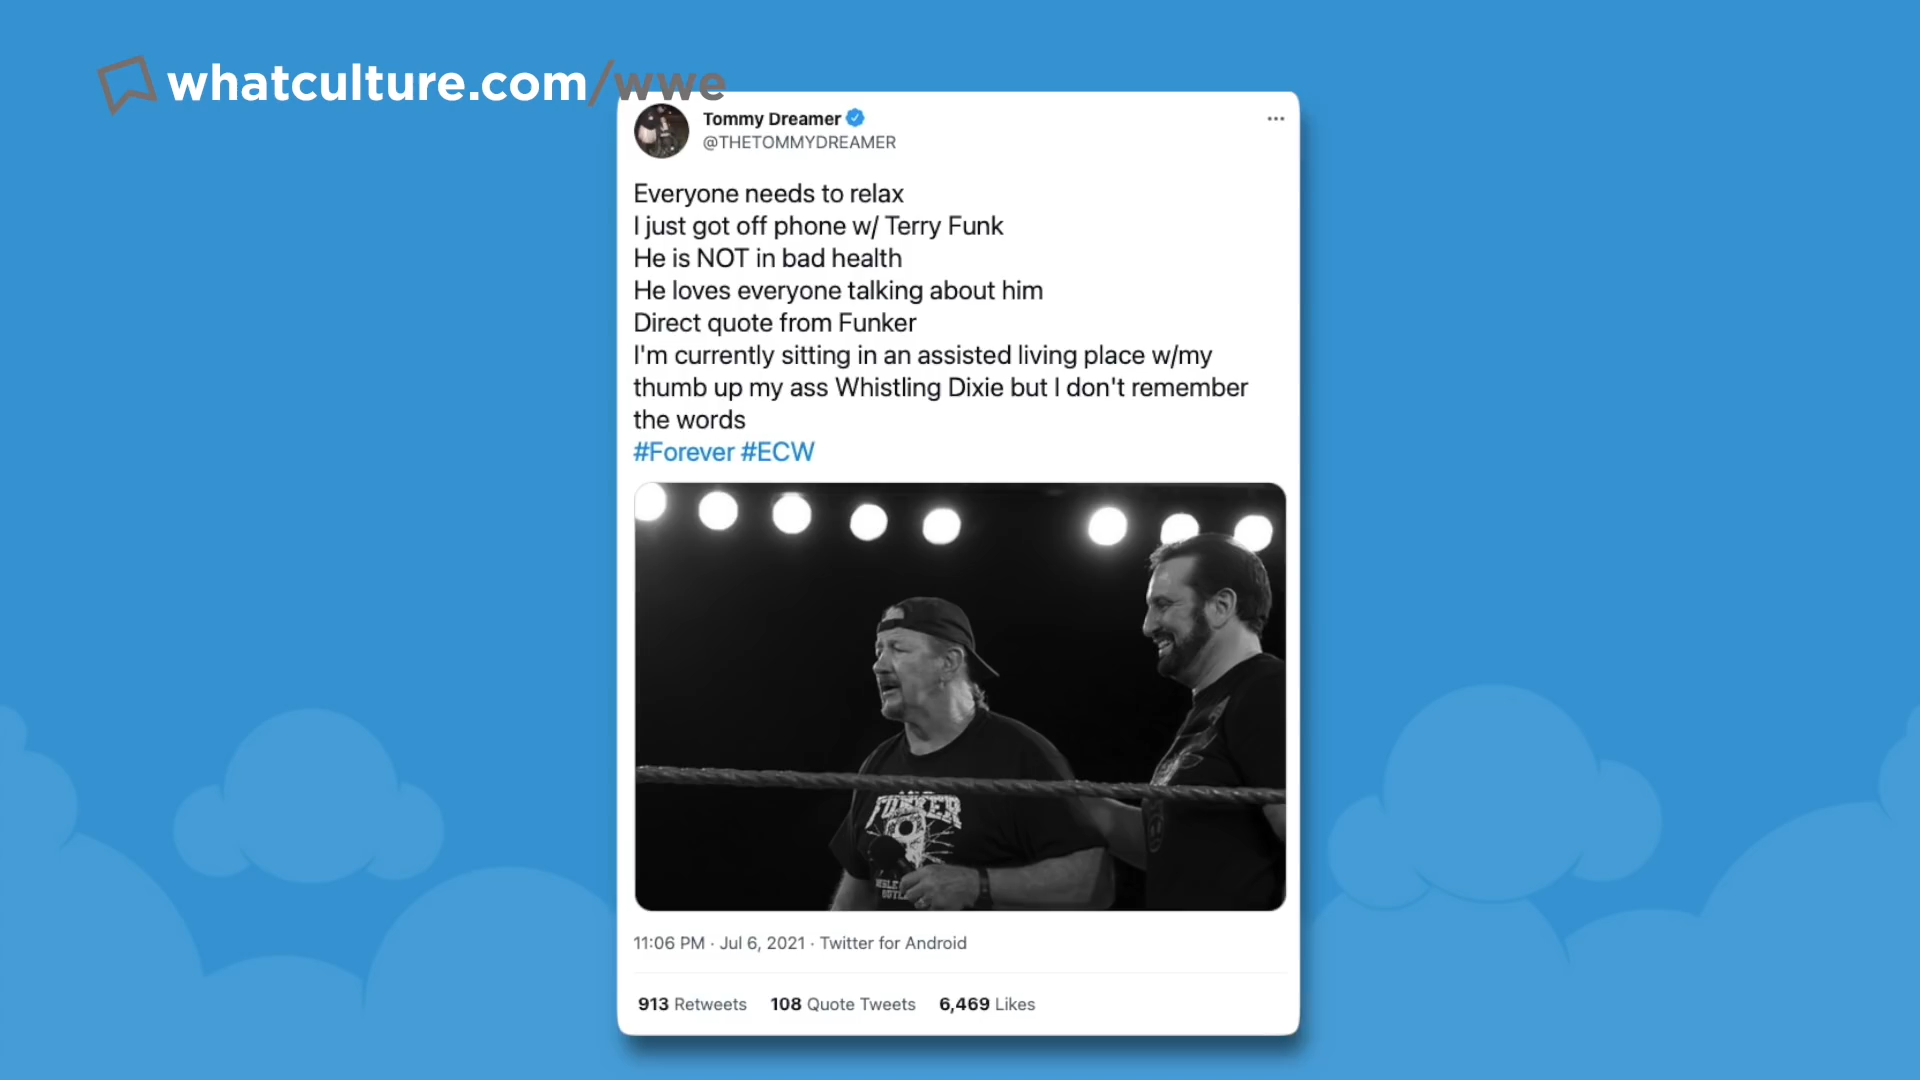 whatculture.com/wwe
Tommy Dreamer
@THETOMMYDREAMER
Everyone needs to relax
I just got off phone w/ Terry Funk
He is NOT in bad health
He loves everyone talking about him
Direct quote from Funker
I'm currently sitting in an assisted living place w/my
thumb up my ass Whistling Dixie but I don't remember
the words
#Forever #ECW
FUNKER
11:06 PM · Jul 6, 2021 · Twitter for Android
913 Retweets 108 Quote Tweets 6,469 Likes